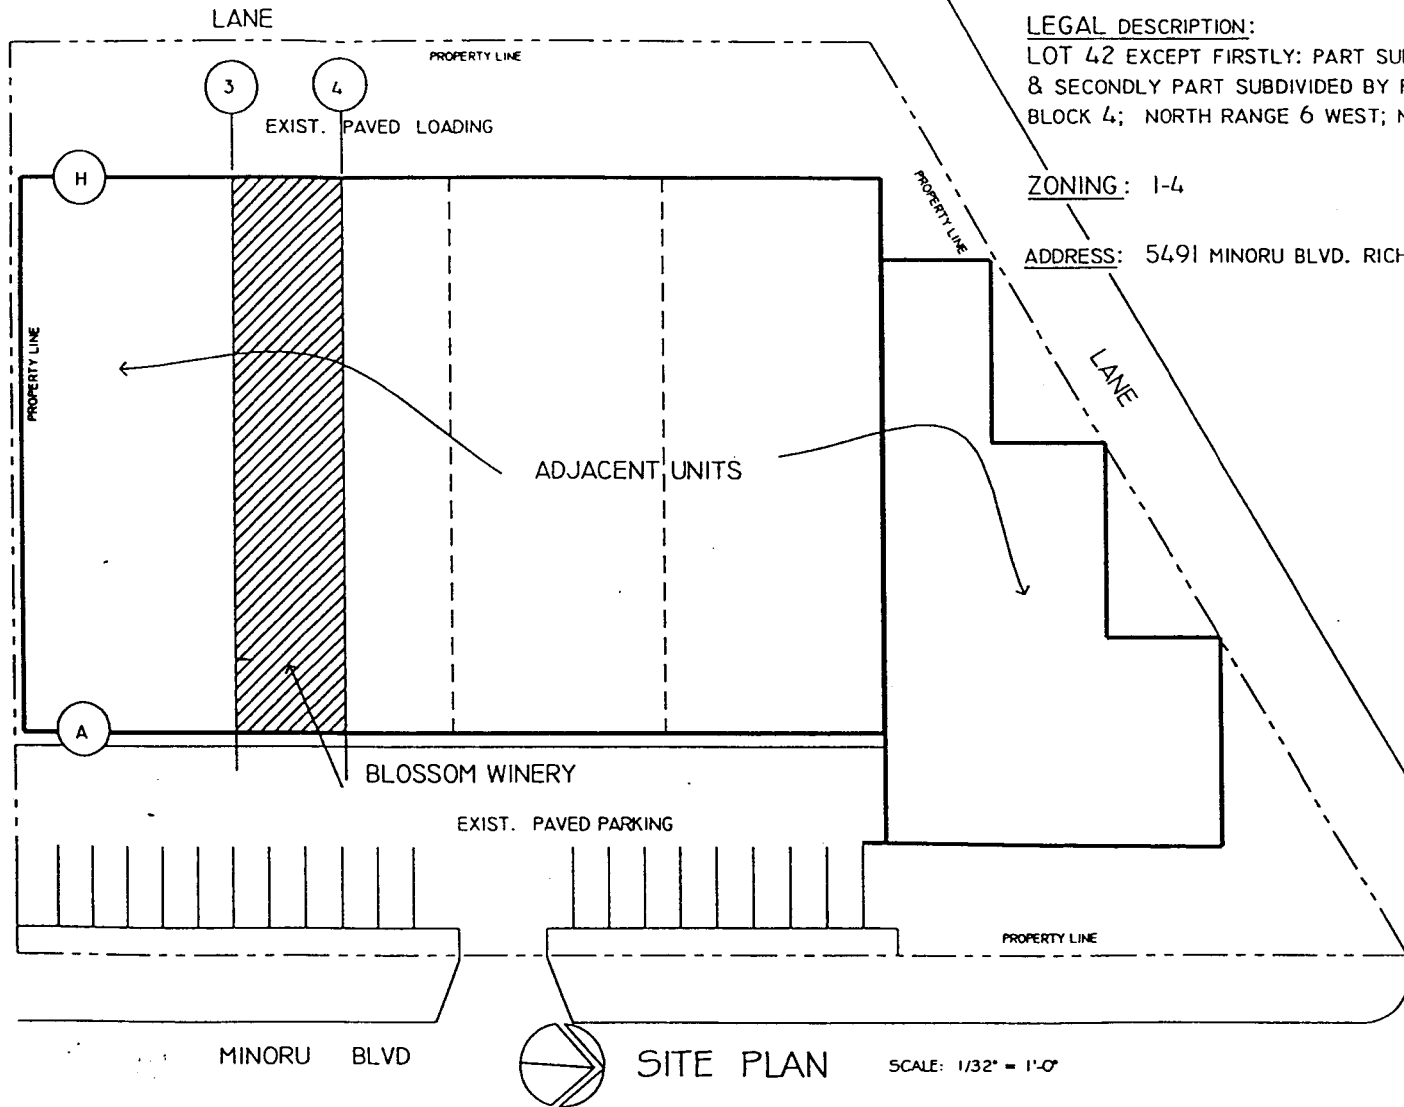 LANE
PROPERTY LINE
LEGAL DESCRIPTION:
LOT 42 EXCEPT FIRSTLY: PART
& SECONDLY PART SUBDIVIDED BY
BLOCK 4; NORTH RANGE 6 WEST;
3
4
EXIST. PAVED LOADING
H
PROPERTY LINE
ZONING: I-4
ADDRESS: 5491 MINORU BLVD.
PROPERTY LINE
LANE
ADJACENT UNITS
A
BLOSSOM WINERY
EXIST. PAVED PARKING
PROPERTY LINE
MINORU BLVD
SITE PLAN
SCALE: 1/32" = 1'-0"